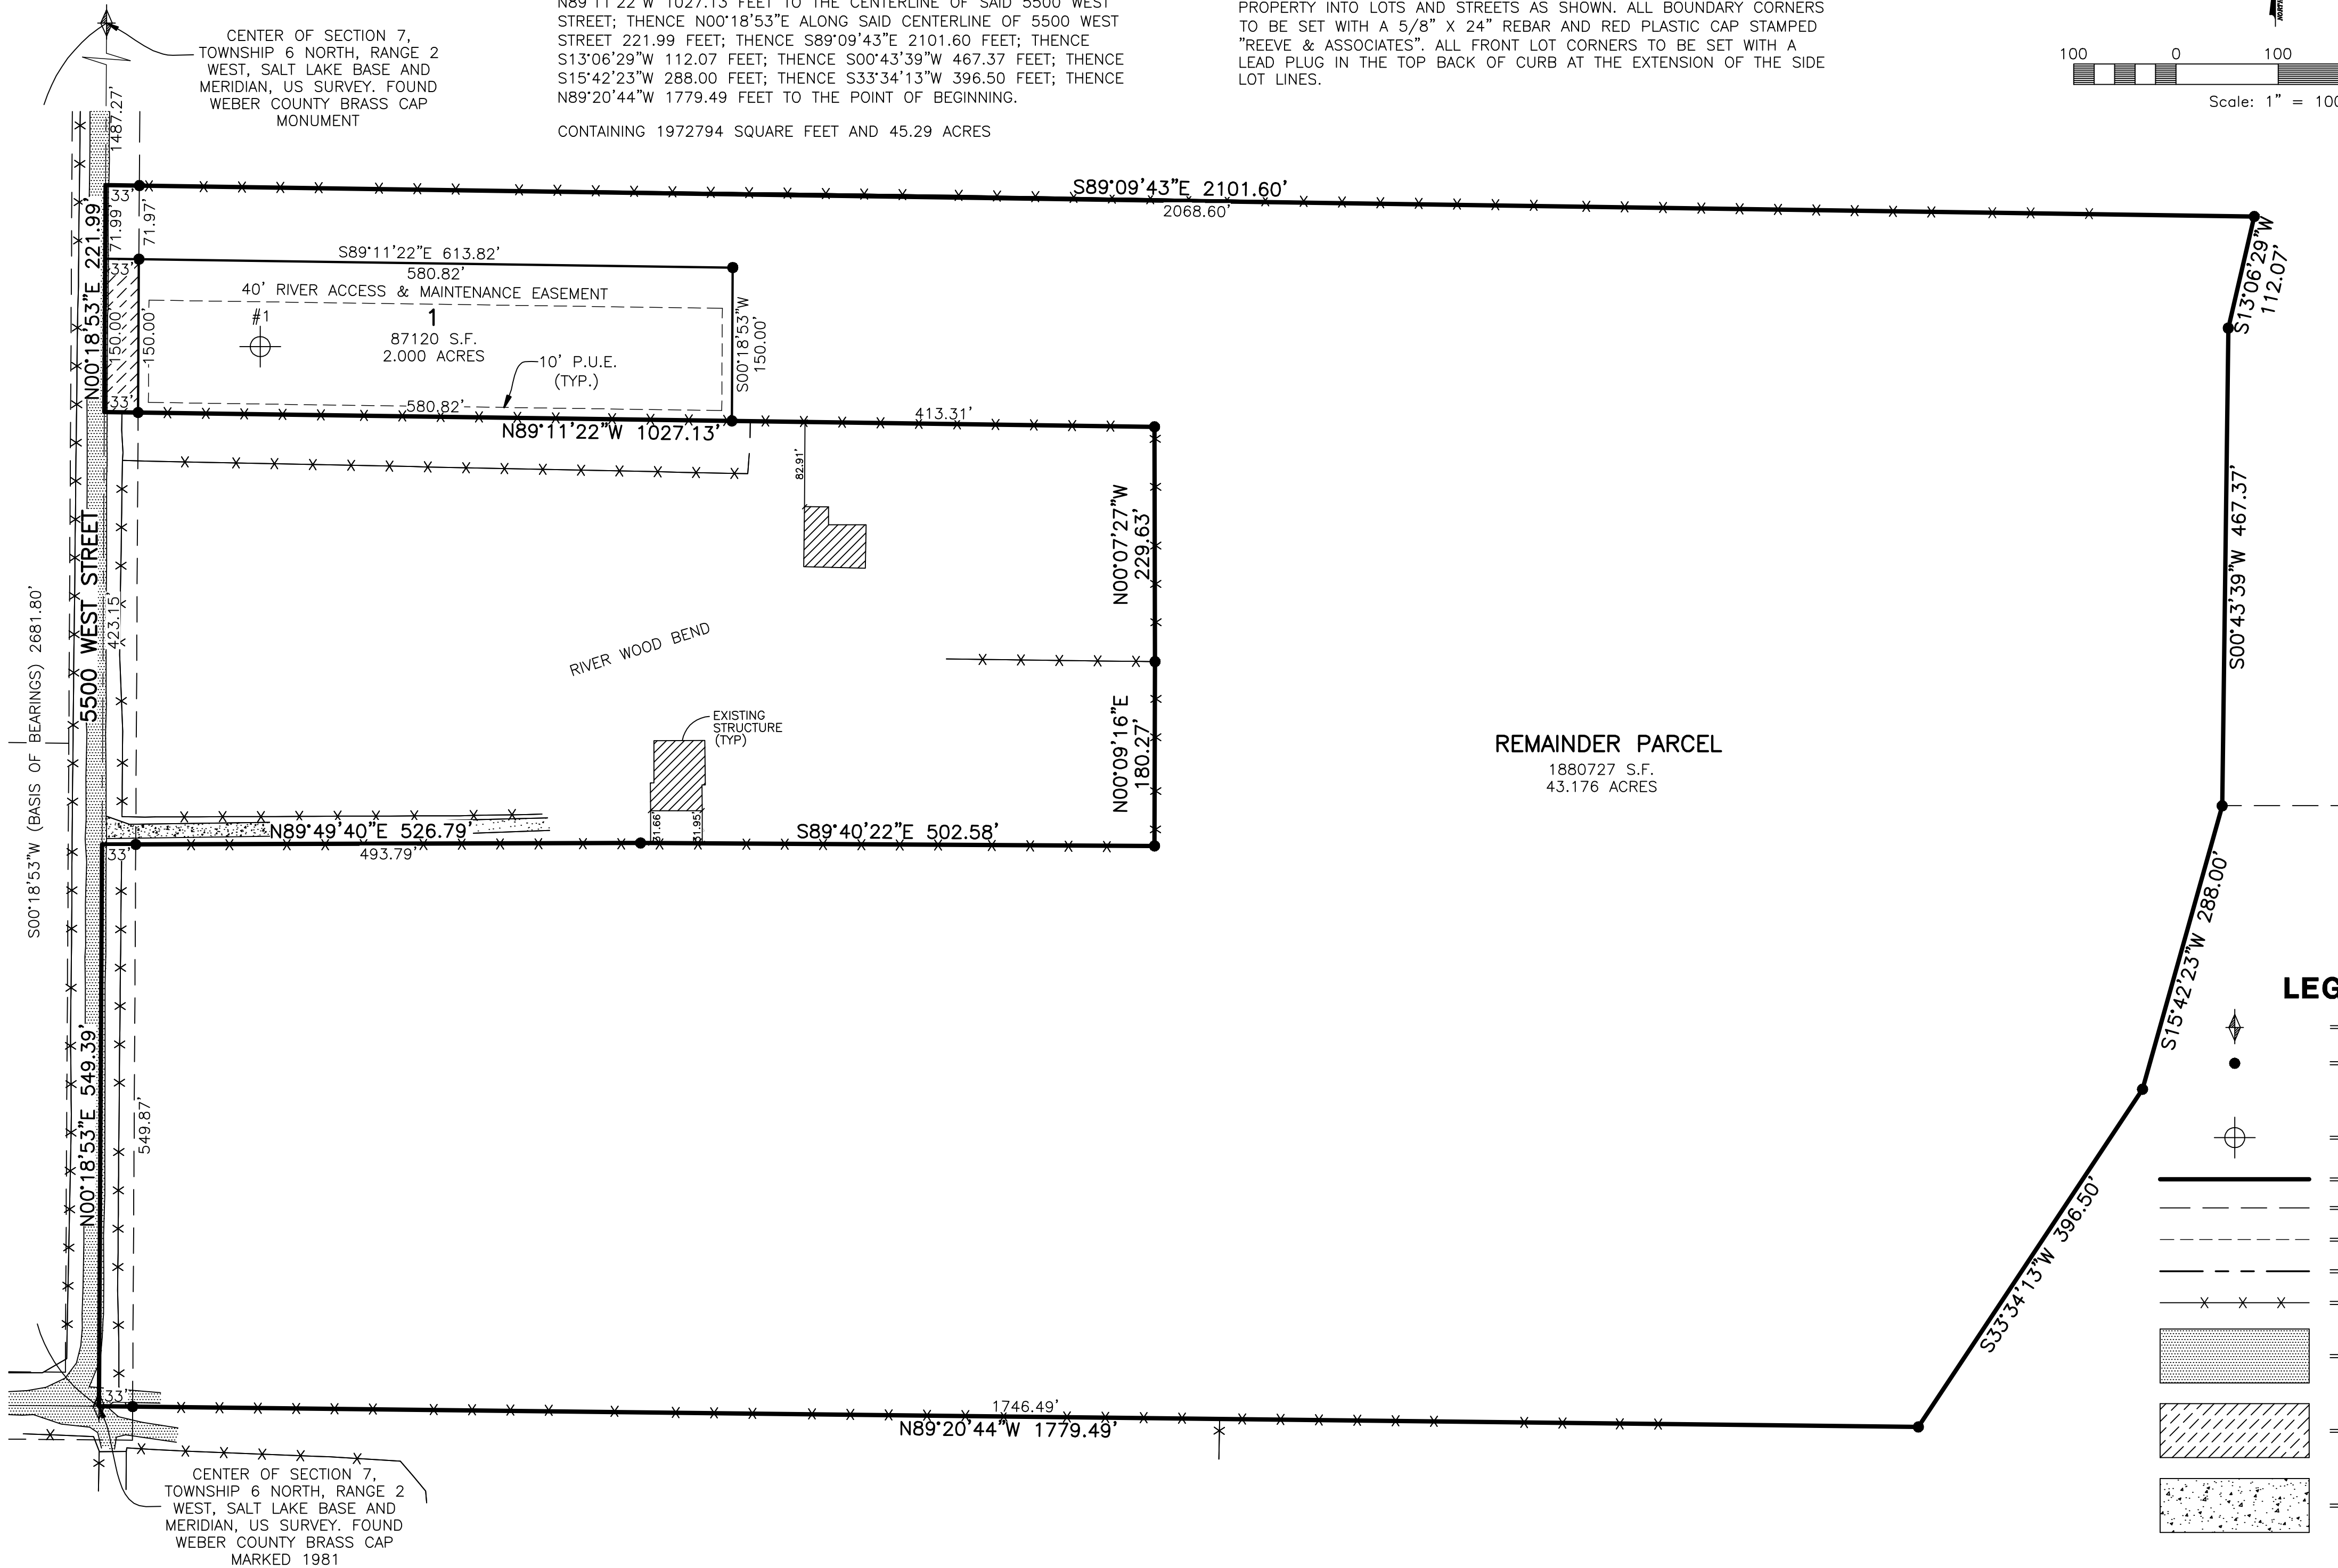 N89°11'22"W 1027.13 FEET TO THE CENTERLINE OF SAID 5500 WEST
STREET; THENCE N00°18'53"E ALONG SAID CENTERLINE OF 5500 WEST
STREET 221.99 FEET; THENCE S89°09'43"E 2101.60 FEET; THENCE
S13°06'29"W 112.07 FEET; THENCE S00°43'39"W 467.37 FEET; THENCE
S15°42'23"W 288.00 FEET; THENCE S33°34'13"W 396.50 FEET; THENCE
N89°20'44"W 1779.49 FEET TO THE POINT OF BEGINNING.
CONTAINING 1972794 SQUARE FEET AND 45.29 ACRES
PROPERTY INTO LOTS AND STREETS AS SHOWN. ALL BOUNDARY CORNERS
TO BE SET WITH A 5/8" X 24" REBAR AND RED PLASTIC CAP STAMPED
"REEVE & ASSOCIATES". ALL FRONT LOT CORNERS TO BE SET WITH A
LEAD PLUG IN THE TOP BACK OF CURB AT THE EXTENSION OF THE SIDE
LOT LINES.
NORTH
100 0 100
Scale: 1" = 100
CENTER OF SECTION 7,
TOWNSHIP 6 NORTH, RANGE 2
WEST, SALT LAKE BASE AND
MERIDIAN, US SURVEY. FOUND
WEBER COUNTY BRASS CAP
MONUMENT
1487.27'
S89°09'43"E 2101.60'
2068.60'
33'
71.99'
71.97'
N00°18'53"E 221.99'
S89°11'22"E 613.82'
580.82'
33'
40' RIVER ACCESS & MAINTENANCE EASEMENT
#1
1
87120 S.F.
2.000 ACRES
10' P.U.E.
(TYP.)
150.00'
150.00'
S00°18'53"W
150.00'
33'
580.82'
N89°11'22"W 1027.13'
413.31'
S13°06'29"W
112.07'
82.91'
N00°07'27"W
229.63'
S00°43'39"W 467.37'
5500 WEST STREET
423.15'
S00°18'53"W (BASIS OF BEARINGS) 2681.80'
RIVER WOOD BEND
EXISTING
STRUCTURE
(TYP)
N00°09'16"E
180.27'
REMAINDER PARCEL
1880727 S.F.
43.176 ACRES
31.66'
31.95'
N89°49'40"E 526.79'
S89°40'22"E 502.58'
33'
493.79'
S15°42'23"W 288.00'
LEG
=
=
=
=
=
=
=
=
=
=
=
N00°18'53"E 549.39'
549.87'
S33°34'13"W 396.50'
33'
1746.49'
N89°20'44"W 1779.49'
CENTER OF SECTION 7,
TOWNSHIP 6 NORTH, RANGE 2
WEST, SALT LAKE BASE AND
MERIDIAN, US SURVEY. FOUND
WEBER COUNTY BRASS CAP
MARKED 1981